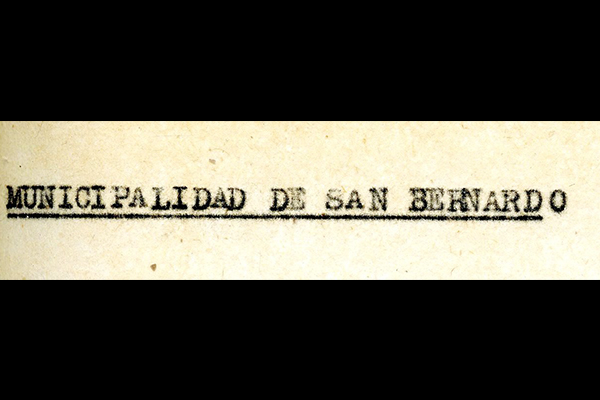 MUNICIPALIDAD DE SAN BERNARDO